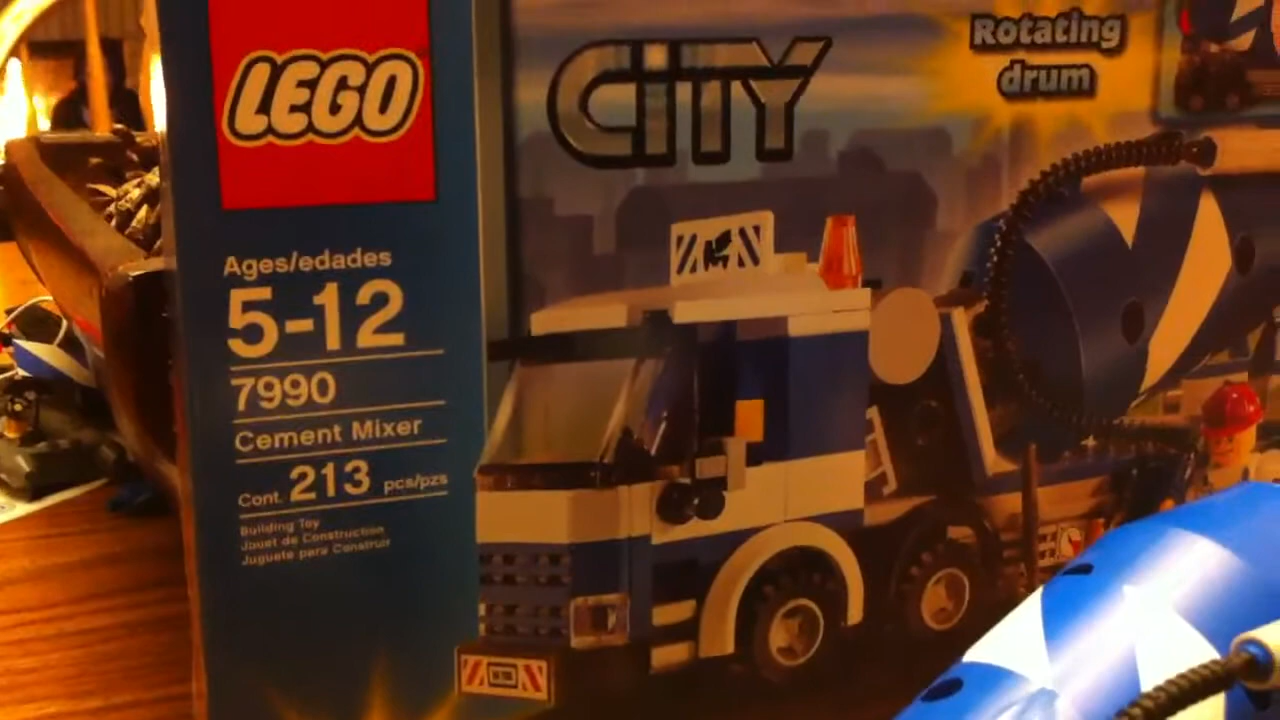 LEGO
CITY
Rotating
drum
Ages/edades
5-12
7990
Cement Mixer
Cont. 213 pcs/pzs
Building Toy
Jouet de Construction
Juguete para Construir